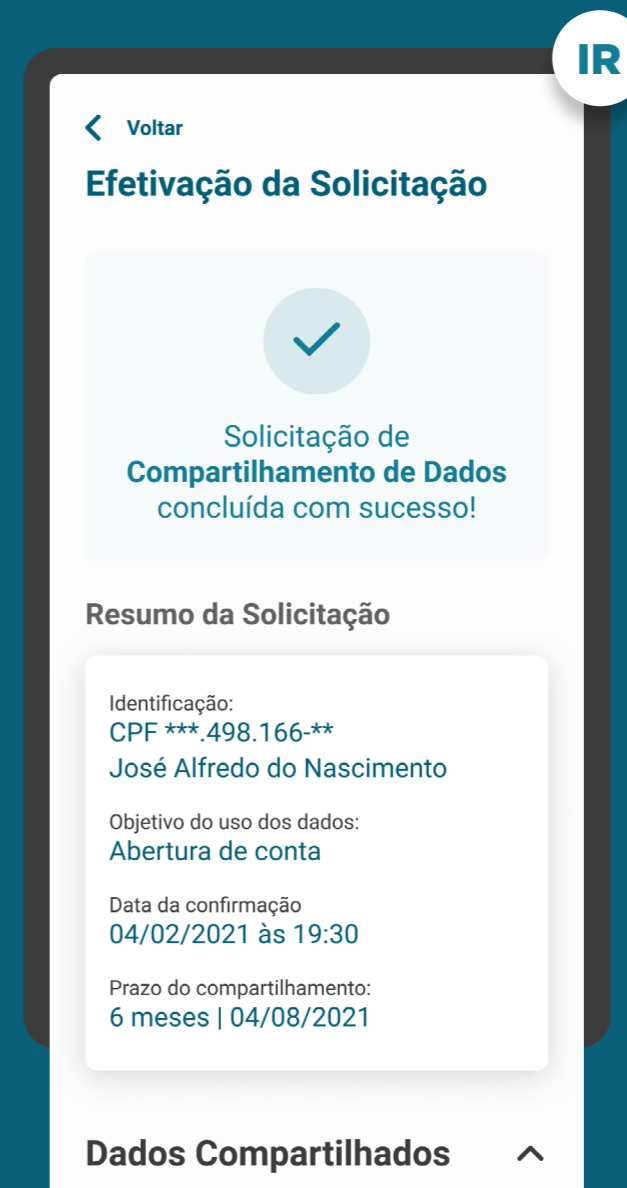 IR
Voltar
Efetivação da Solicitação
Solicitação de
Compartilhamento de Dados
concluída com sucesso!
Resumo da Solicitação
Identificação:
CPF ***.498.166-**
José Alfredo do Nascimento
Objetivo do uso dos dados:
Abertura de conta
Data da confirmação
04/02/2021 às 19:30
Prazo do compartilhamento:
6 meses | 04/08/2021
Dados Compartilhados